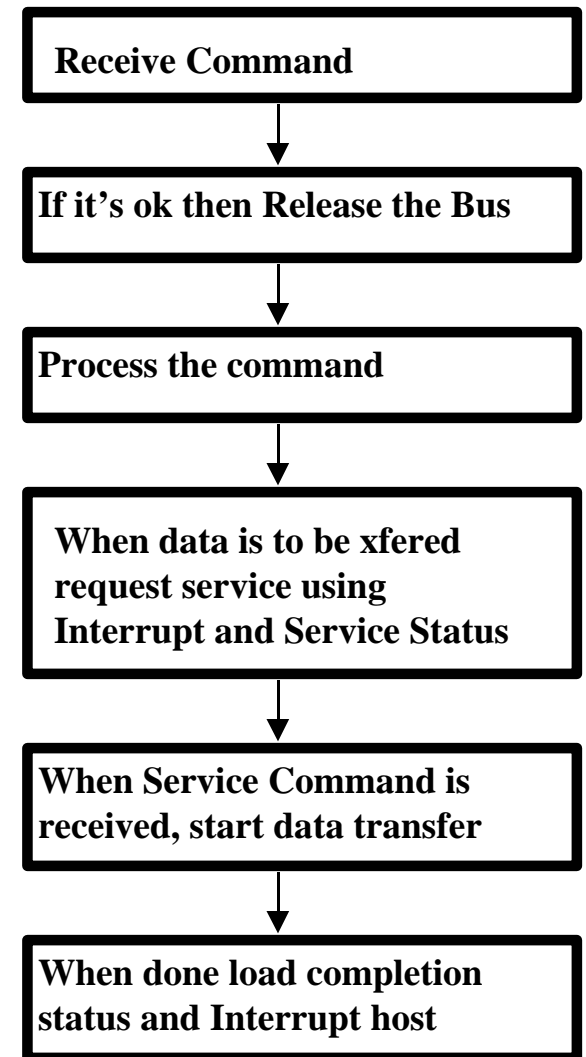 Receive Command
If it’s ok then Release the Bus
Process the command
When data is to be xfered
request service using
Interrupt and Service Status
When Service Command is
received, start data transfer
When done load completion
status and Interrupt host